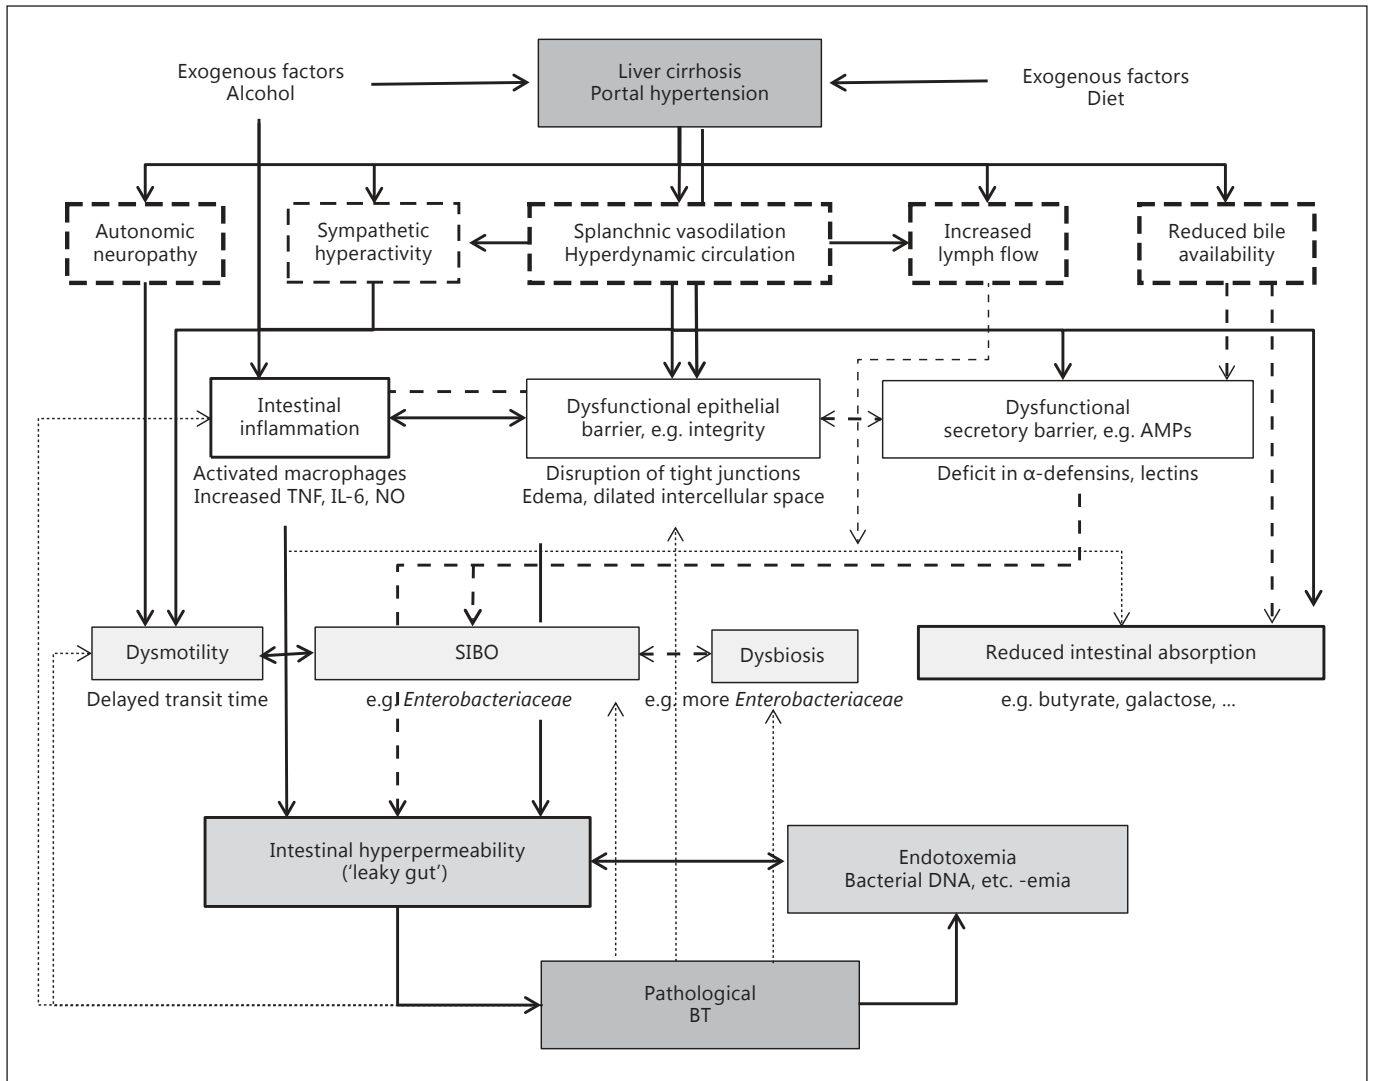 Exogenous factors
Alcohol
Liver cirrhosis
Portal hypertension
Exogenous factors
Diet
Autonomic
neuropathy
Sympathetic
hyperactivity
Splanchnic vasodilation
Hyperdynamic circulation
Increased
lymph flow
Reduced bile
availability
Intestinal
inflammation
Activated macrophages
Increased TNF, IL-6, NO
Dysfunctional epithelial
barrier, e.g. integrity
Disruption of tight junctions
Edema, dilated intercellular space
Dysfunctional
secretory barrier, e.g. AMPs
Deficit in α-defensins, lectins
Dysmotility
Delayed transit time
SIBO
e.g. Enterobacteriaceae
Dysbiosis
e.g. more Enterobacteriaceae
Reduced intestinal absorption
e.g. butyrate, galactose, ...
Intestinal hyperpermeability
(‘leaky gut’)
Endotoxemia
Bacterial DNA, etc. -emia
Pathological
BT